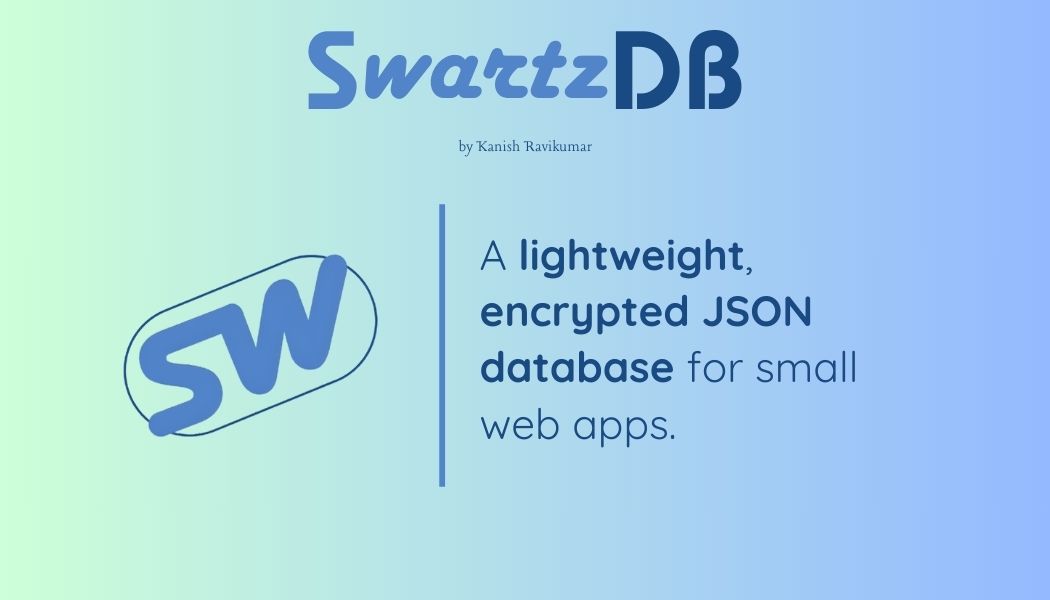 SwartzDB
by Kanish Ravikumar
SW
A lightweight,
encrypted JSON
database for small
web apps.